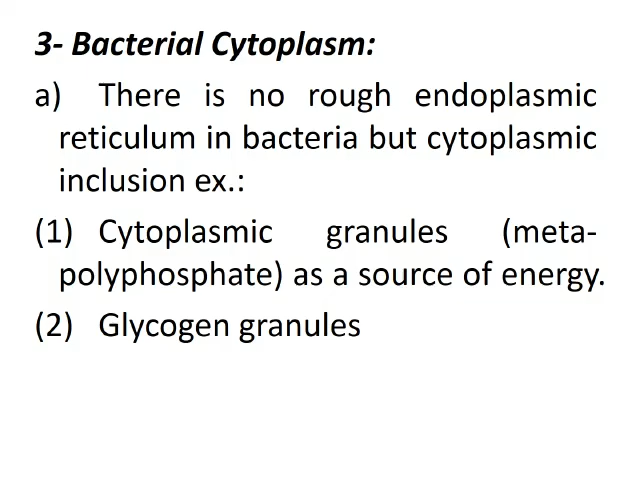 3- Bacterial Cytoplasm:
a) There is no rough endoplasmic
reticulum in bacteria but cytoplasmic
inclusion ex.:
(1) Cytoplasmic granules (meta-
polyphosphate) as a source of energy.
(2) Glycogen granules